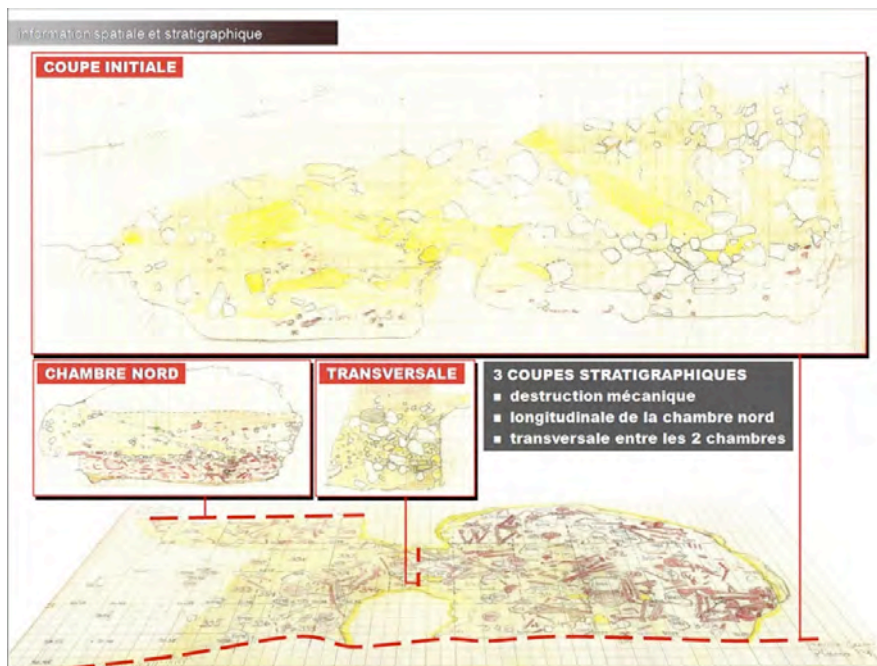 information spatiale et stratigraphique
COUPE INITIALE
CHAMBRE NORD
TRANSVERSALE
3 COUPES STRATIGRAPHIQUES
■ destruction mécanique
■ longitudinale de la chambre nord
■ transversale entre les 2 chambres